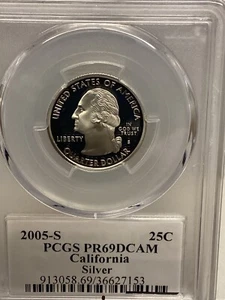 UNITED STATES OF AMERICA
LIBERTY
IN
GOD WE
TRUST
S
QUARTER DOLLAR
2005-S 25C
PCGS PR69DCAM
California
Silver
913058.69/36627153